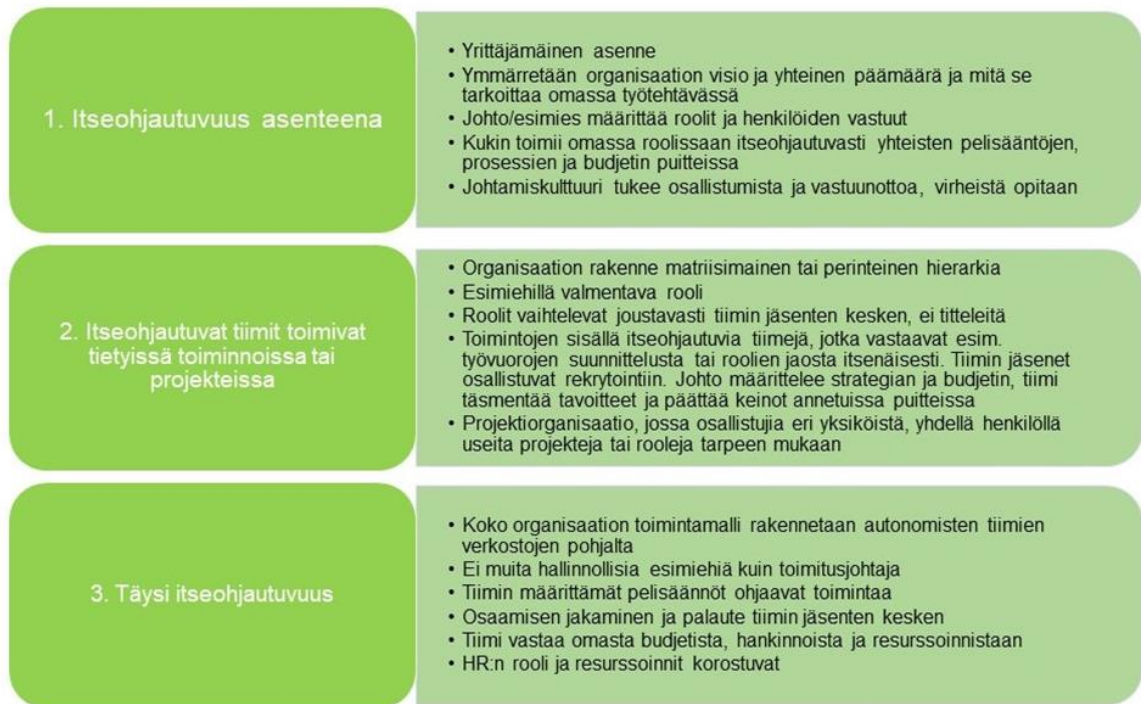 1. Itseohjautuvuus asenteena
• Yrittäjämäinen asenne
• Ymmärretään organisaation visio ja yhteinen päämäärä ja mitä se
tarkoittaa omassa työtehtävässä
• Johto/esimies määrittää roolit ja henkilöiden vastuut
• Kukin toimii omassa roolissaan itseohjautuvasti yhteisten pelisääntöjen,
prosessien ja budjetin puitteissa
• Johtamiskulttuuri tukee osallistumista ja vastuunottoa, virheistä opitaan
2. Itseohjautuvat tiimit toimivat
tietyissä toiminnoissa tai
projekteissa
• Organisaation rakenne matriisimainen tai perinteinen hierarkia
• Esimiehillä valmentava rooli
• Roolit vaihtelevat joustavasti tiimin jäsenten kesken, ei titteleitä
• Toimintojen sisällä itseohjautuvia tiimejä, jotka vastaavat esim.
työvuorojen suunnittelusta tai roolien jaosta itsenäisesti. Tiimin jäsenet
osallistuvat rekrytointiin. Johto määrittelee strategian ja budjetin, tiimi
täsmentää tavoitteet ja päättää keinot annetuissa puitteissa
• Projektiorganisaatio, jossa osallistujia eri yksiköistä, yhdellä henkilöllä
useita projekteja tai rooleja tarpeen mukaan
3. Täysi itseohjautuvuus
• Koko organisaation toimintamalli rakennetaan autonomisten tiimien
verkostojen pohjalta
• Ei muita hallinnollisia esimiehiä kuin toimitusjohtaja
• Tiimin määrittämät pelisäännöt ohjaavat toimintaa
• Osaamisen jakaminen ja palaute tiimin jäsenten kesken
• Tiimi vastaa omasta budjetista, hankinnoista ja resurssoinnistaan
• HR:n rooli ja resurssoinnit korostuvat